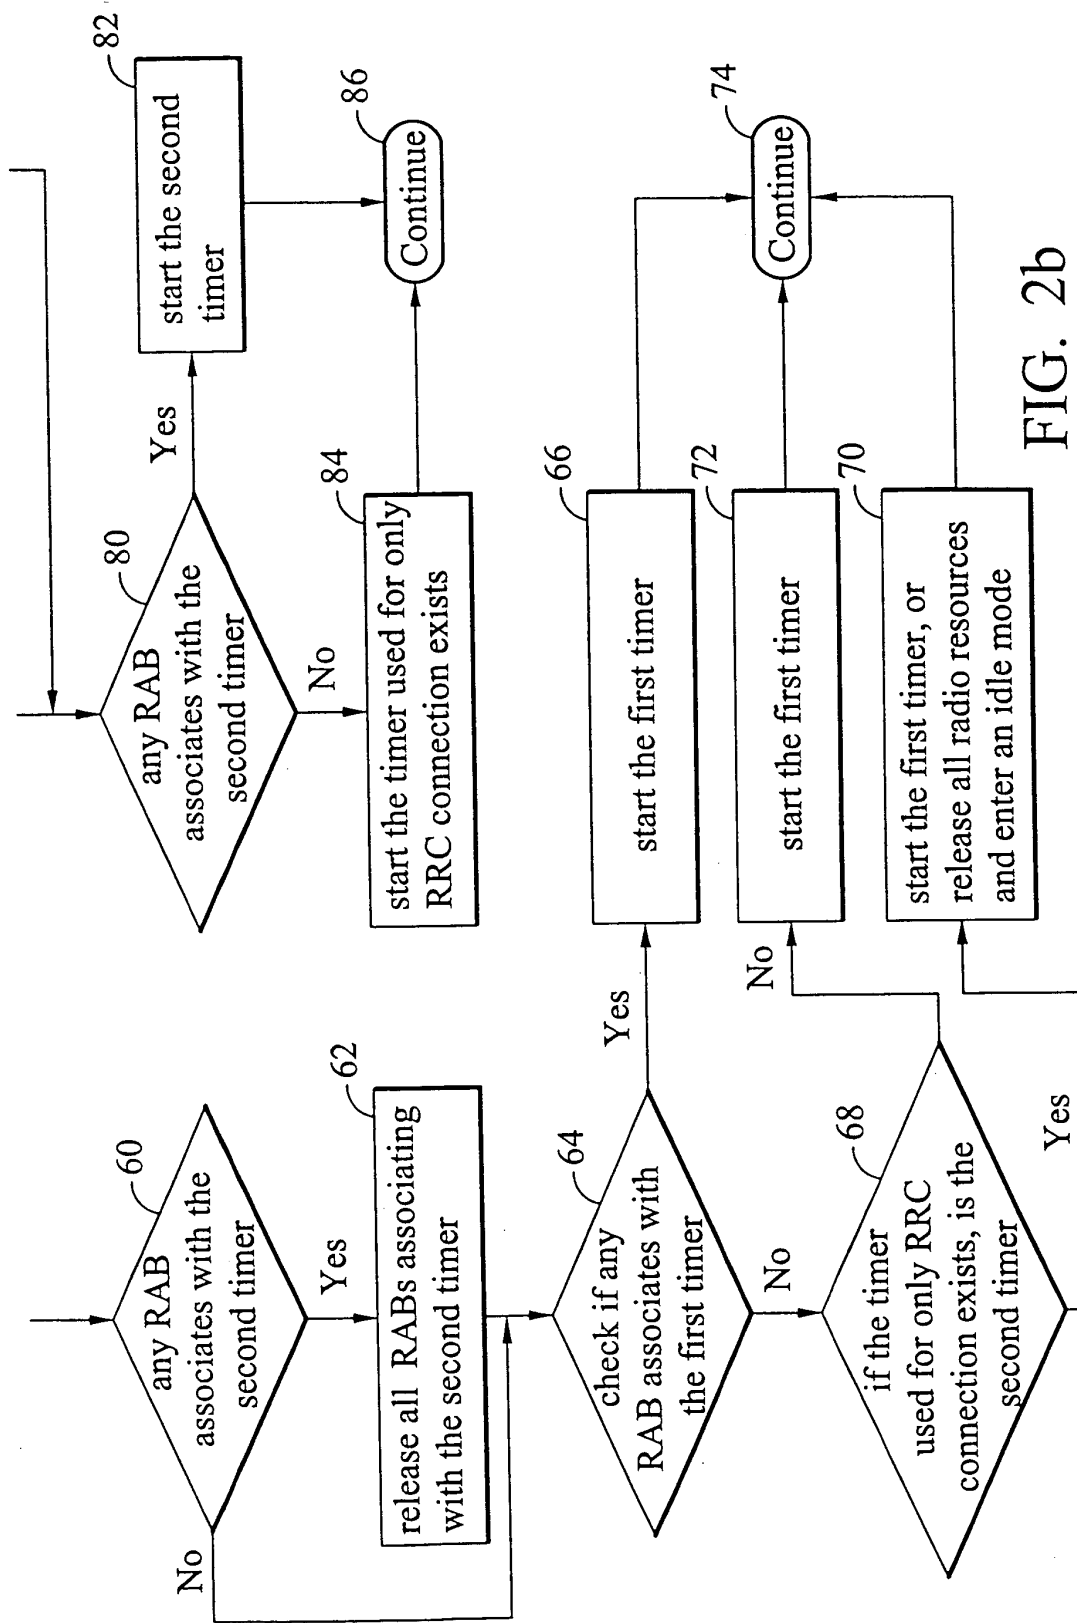 60
any RAB
associates with the
second timer
Yes
No
62
release all RABs associating
with the second timer
64
check if any
RAB associates with
the first timer
Yes
No
66
start the first timer
68
if the timer
used for only RRC
connection exists, is the
second timer
No
Yes
72
start the first timer
70
start the first timer, or
release all radio resources
and enter an idle mode
74
Continue
80
any RAB
associates with the
second timer
Yes
No
82
start the second
timer
84
start the timer used for only
RRC connection exists
86
Continue
FIG. 2b